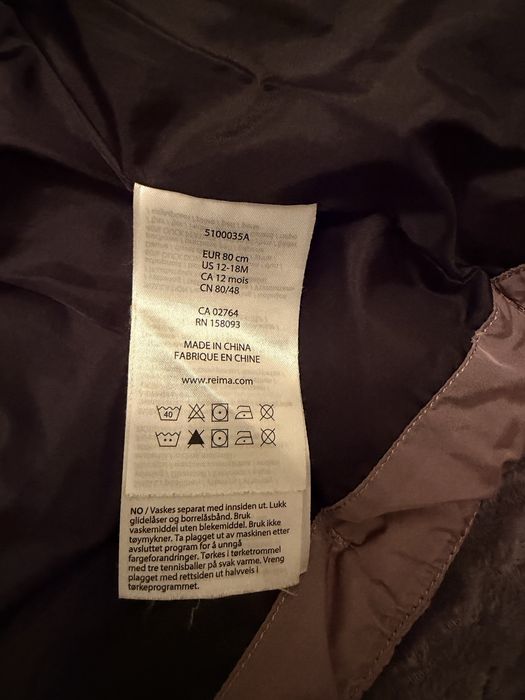 5100035A
EUR 80 cm
US 12-18M
CA 12 mois
CN 80/48
CA 02764
RN 158093
MADE IN CHINA
FABRIQUE EN CHINE
www.reima.com
40
NO / Vaskes separat med innsiden ut. Lukk
glidelåser og borrelåsbånd. Bruk
vaskemiddel uten blekemiddel. Bruk ikke
tøymykner. Ta plagget ut av maskinen etter
avsluttet program for å unngå
fargeforandringer. Tørkes i tørketrommel
med tre tennisballer på svak varme. Vreng
plagget med rettsiden ut halvveis i
tørkeprogrammet.